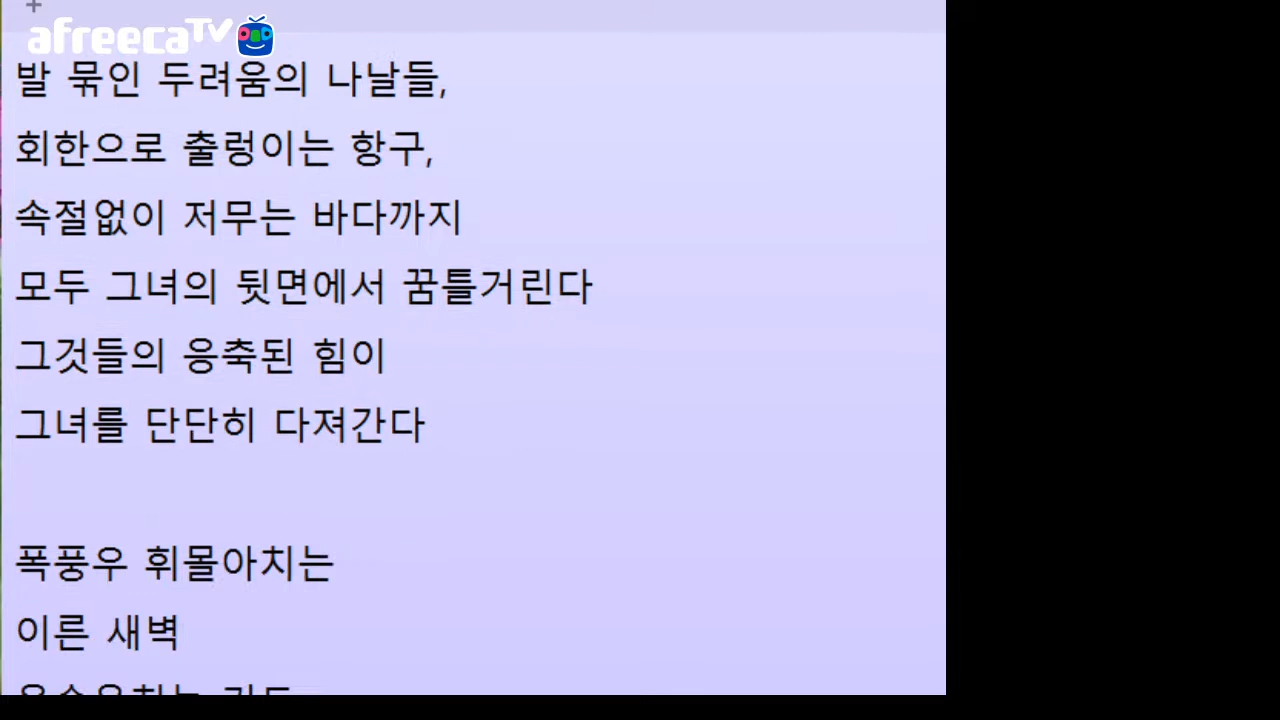 +
afreecaTV
발 묶인 두려움의 나날들,
회한으로 출렁이는 항구,
속절없이 저무는 바다까지
모두 그녀의 뒷면에서 꿈틀거린다
그것들의 응축된 힘이
그녀를 단단히 다져간다
폭풍우 휘몰아치는
이른 새벽